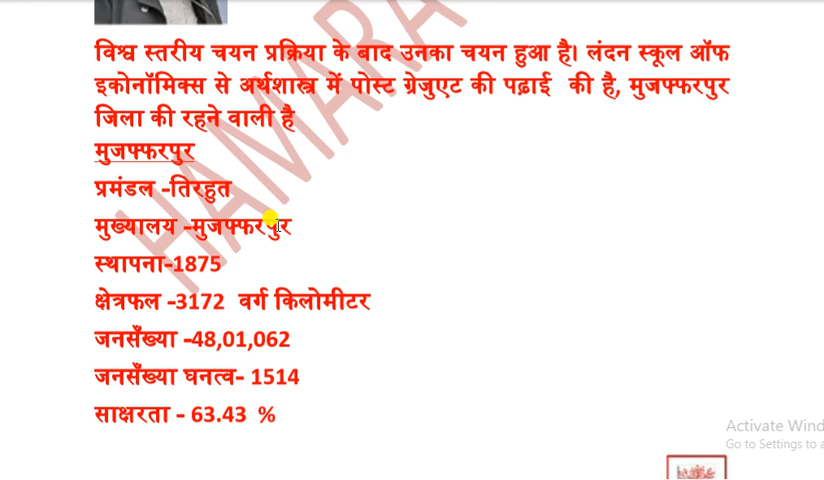 HAMARA
विश्व स्तरीय चयन प्रक्रिया के बाद उनका चयन हुआ है। लंदन स्कूल ऑफ
इकोनॉमिक्स से अर्थशास्त्र में पोस्ट ग्रेजुएट की पढ़ाई की है, मुजफ्फरपुर
जिला की रहने वाली है
मुजफ्फरपुर
प्रमंडल -तिरहुत
मुख्यालय -मुजफ्फरपुर
स्थापना-1875
क्षेत्रफल -3172 वर्ग किलोमीटर
जनसँख्या -48,01,062
जनसँख्या घनत्व- 1514
साक्षरता - 63.43 %
Activate Wind
Go to Settings to a